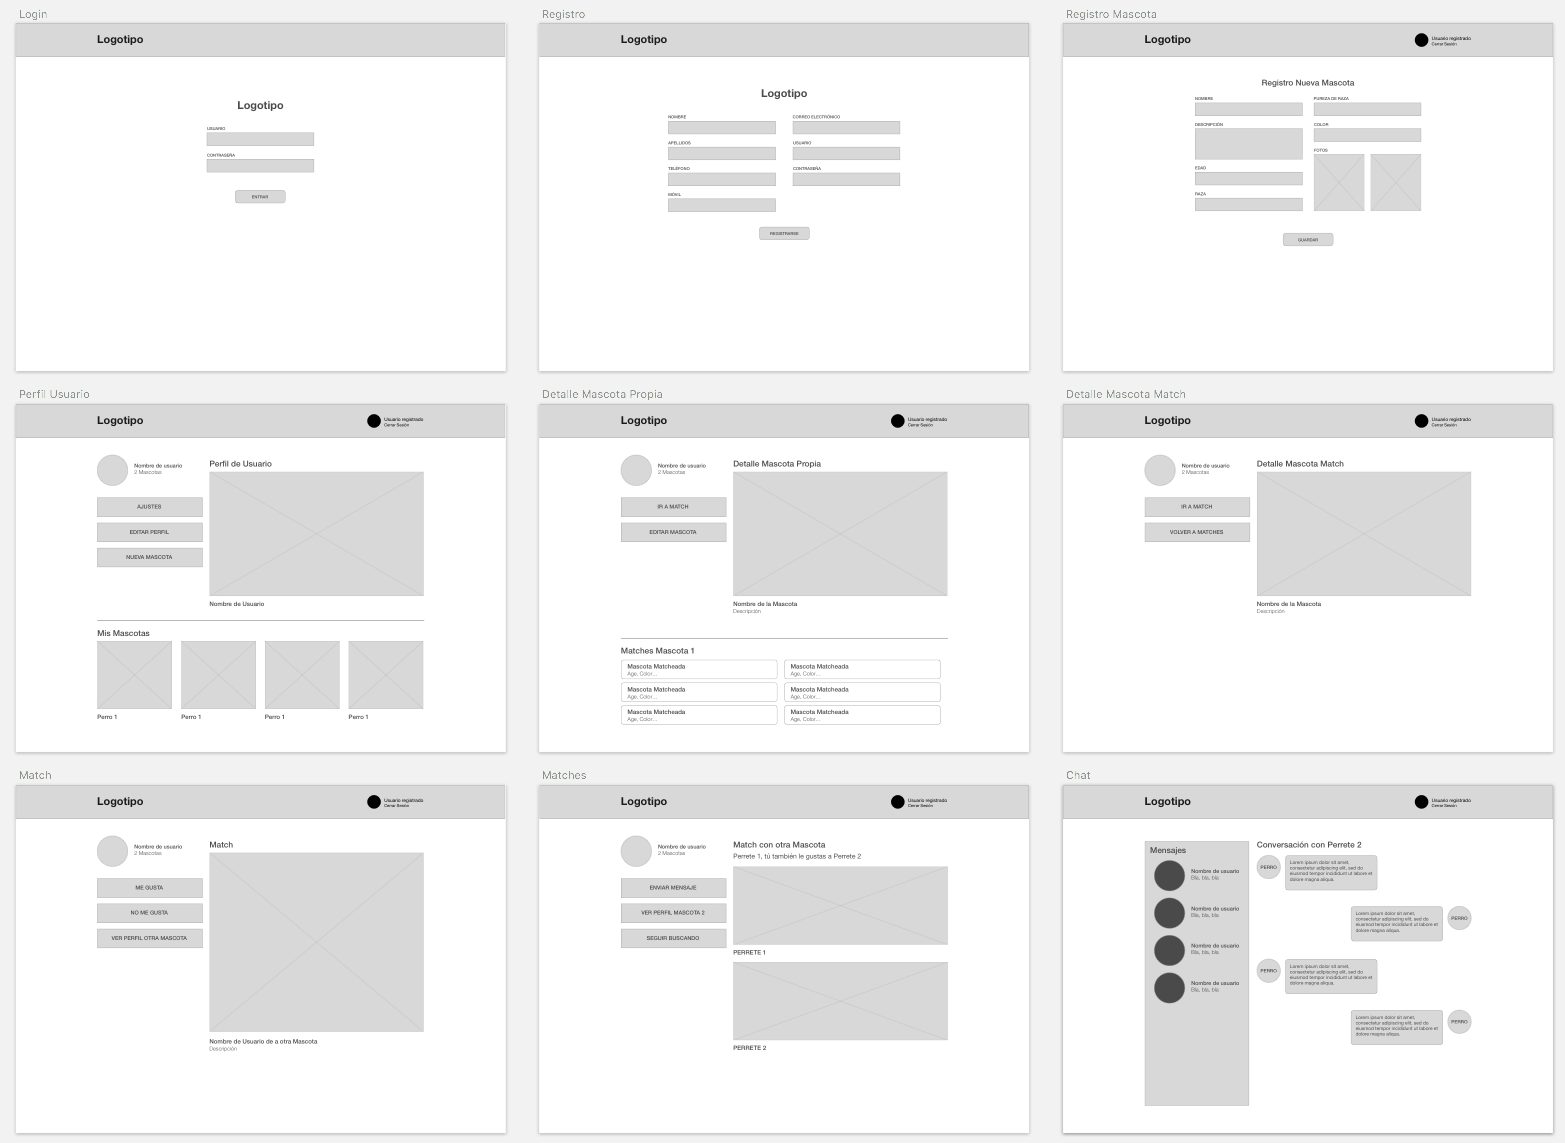 Login
Logotipo
Logotipo
USUARIO
CONTRASEÑA
ENTRAR
Registro
Logotipo
Logotipo
NOMBRE
CORREO ELECTRÓNICO
APELLIDOS
USUARIO
TELÉFONO
CONTRASEÑA
MÓVIL
REGISTRARSE
Registro Mascota
Logotipo
Usuario registrado
Cerrar Sesión
Registro Nueva Mascota
NOMBRE
PUREZA DE RAZA
DESCRIPCIÓN
COLOR
FOTOS
EDAD
RAZA
GUARDAR
Perfil Usuario
Logotipo
Usuario registrado
Cerrar Sesión
Nombre de usuario
2 Mascotas
AJUSTES
EDITAR PERFIL
NUEVA MASCOTA
Perfil de Usuario
Nombre de Usuario
Mis Mascotas
Perro 1
Perro 1
Perro 1
Perro 1
Detalle Mascota Propia
Logotipo
Usuario registrado
Cerrar Sesión
Nombre de usuario
2 Mascotas
IR A MATCH
EDITAR MASCOTA
Detalle Mascota Propia
Nombre de la Mascota
Descripción
Matches Mascota 1
Mascota Matcheada
Age, Color...
Mascota Matcheada
Age, Color...
Mascota Matcheada
Age, Color...
Mascota Matcheada
Age, Color...
Mascota Matcheada
Age, Color...
Mascota Matcheada
Age, Color...
Detalle Mascota Match
Logotipo
Usuario registrado
Cerrar Sesión
Nombre de usuario
2 Mascotas
IR A MATCH
VOLVER A MATCHES
Detalle Mascota Match
Nombre de la Mascota
Descripción
Match
Logotipo
Usuario registrado
Cerrar Sesión
Nombre de usuario
2 Mascotas
ME GUSTA
NO ME GUSTA
VER PERFIL OTRA MASCOTA
Match
Nombre de Usuario de a otra Mascota
Descripción
Matches
Logotipo
Usuario registrado
Cerrar Sesión
Nombre de usuario
2 Mascotas
ENVIAR MENSAJE
VER PERFIL MASCOTA 2
SEGUIR BUSCANDO
Match con otra Mascota
Perrete 1, tú también le gustas a Perrete 2
PERRETE 1
PERRETE 2
Chat
Logotipo
Usuario registrado
Cerrar Sesión
Mensajes
Nombre de usuario
Bla, bla, bla
Nombre de usuario
Bla, bla, bla
Nombre de usuario
Bla, bla, bla
Nombre de usuario
Bla, bla, bla
Conversación con Perrete 2
PERRO
Lorem ipsum dolor sit amet,
consectetur adipiscing elit, sed do
eiusmod tempor incididunt ut labore et
dolore magna aliqua.
Lorem ipsum dolor sit amet,
consectetur adipiscing elit, sed do
eiusmod tempor incididunt ut labore et
dolore magna aliqua.
PERRO
PERRO
Lorem ipsum dolor sit amet,
consectetur adipiscing elit, sed do
eiusmod tempor incididunt ut labore et
dolore magna aliqua.
Lorem ipsum dolor sit amet,
consectetur adipiscing elit, sed do
eiusmod tempor incididunt ut labore et
dolore magna aliqua.
PERRO